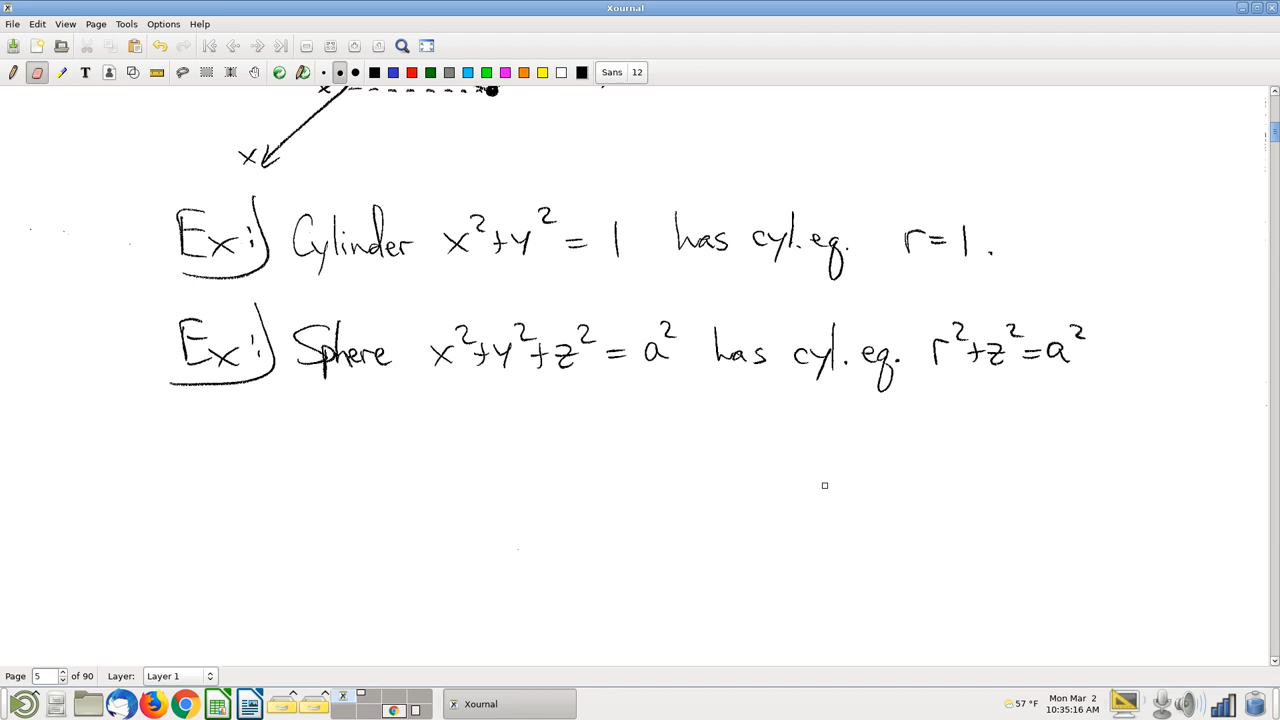 Xournal
File Edit View Page Tools Options Help
Sans 12
x
x
Ex:) Cylinder x²+y² = 1 has cyl. eq. r=1.
Ex:) Sphere x²+y²+z² = a² has cyl. eq. r²+z²=a²
Page 5 of 90 Layer: Layer 1
Xournal
57 °F
Mon Mar 2
10:35:16 AM